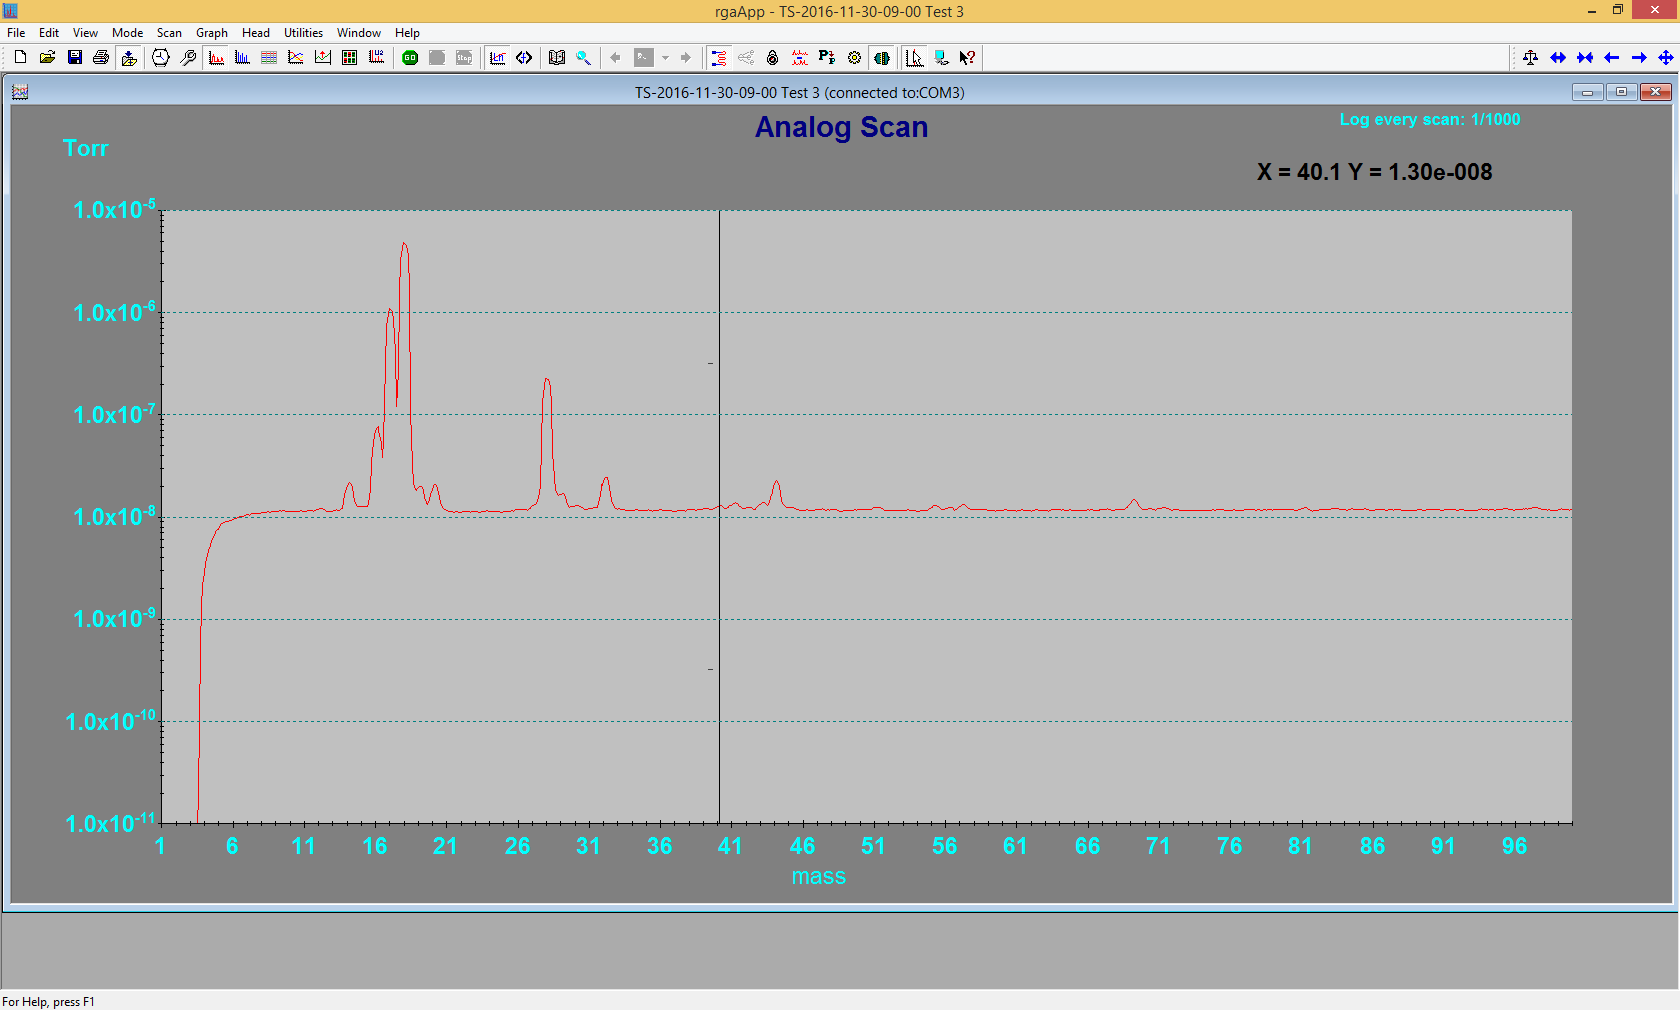 rgaApp - TS-2016-11-30-09-00 Test 3
File Edit View Mode Scan Graph Head Utilities Window Help
GO Stop
TS-2016-11-30-09-00 Test 3 (connected to:COM3)
Analog Scan
Log every scan: 1/1000
Torr
X = 40.1 Y = 1.30e-008
1.0x10⁻⁵
1.0x10⁻⁶
1.0x10⁻⁷
1.0x10⁻⁸
1.0x10⁻⁹
1.0x10⁻¹⁰
1.0x10⁻¹¹
1 6 11 16 21 26 31 36 41 46 51 56 61 66 71 76 81 86 91 96
mass
For Help, press F1